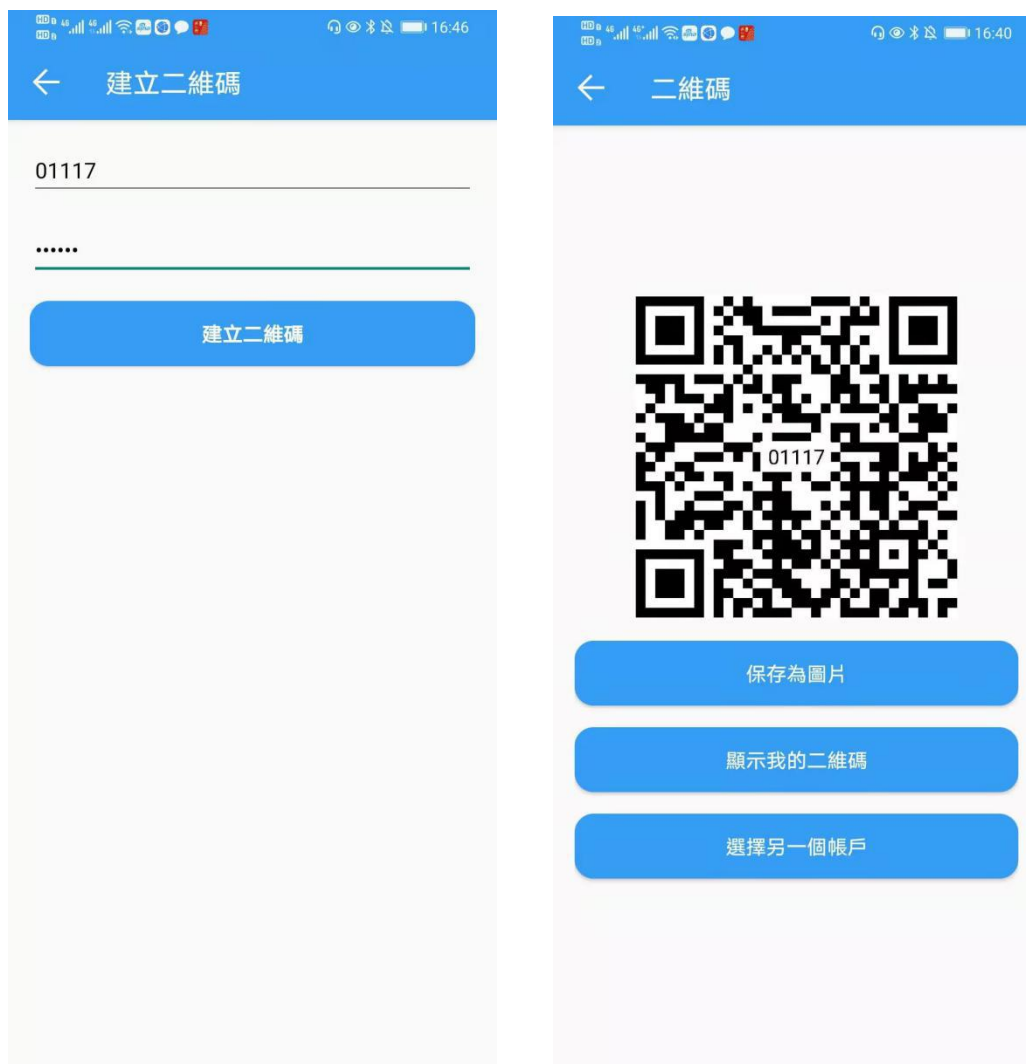 16:46
建立二維碼
01117
••••••
建立二維碼
16:40
二維碼
01117
保存為圖片
顯示我的二維碼
選擇另一個帳戶